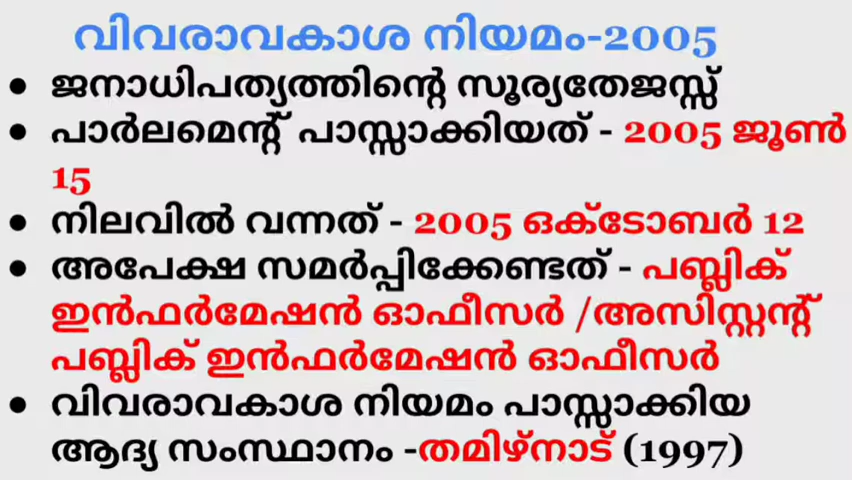 വിവരാവകാശ നിയമം-2005
● ജനാധിപത്യത്തിന്റെ സൂര്യതേജസ്സ്
● പാർലമെന്റ് പാസ്സാക്കിയത് - 2005 ജൂൺ
15
● നിലവിൽ വന്നത് - 2005 ഒക്ടോബർ 12
● അപേക്ഷ സമർപ്പിക്കേണ്ടത് - പബ്ലിക്
ഇൻഫർമേഷൻ ഓഫീസർ /അസിസ്റ്റന്റ്
പബ്ലിക് ഇൻഫർമേഷൻ ഓഫീസർ
● വിവരാവകാശ നിയമം പാസ്സാക്കിയ
ആദ്യ സംസ്ഥാനം -തമിഴ്നാട് (1997)